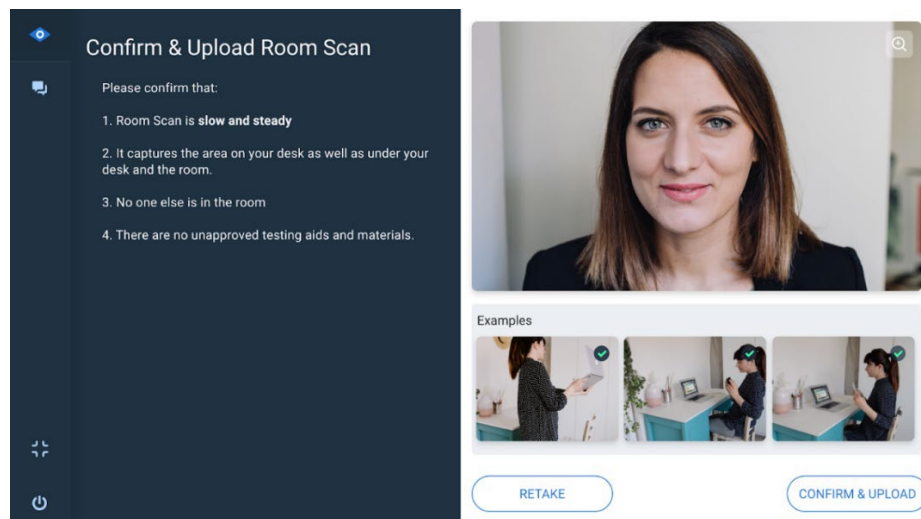 Confirm & Upload Room Scan
Please confirm that:
1. Room Scan is slow and steady
2. It captures the area on your desk as well as under your
desk and the room.
3. No one else is in the room
4. There are no unapproved testing aids and materials.
Examples
RETAKE
CONFIRM & UPLOAD